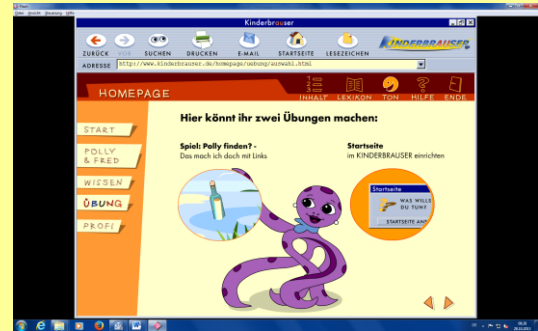 Kinderbrauser
ZURÜCK VOR SUCHEN DRUCKEN E-MAIL STARTSEITE LESEZEICHEN
KINDERBRAUSER
ADRESSE http://www.kinderbrauser.de/homepage/uebung/auswahl.html
HOMEPAGE
INHALT LEXIKON TON HILFE ENDE
Hier könnt ihr zwei Übungen machen:
START
POLLY
& FRED
WISSEN
ÜBUNG
PROFI
Spiel: Polly finden? -
Das mach ich doch mit Links
Startseite
im KINDERBRAUSER einrichten
Startseite
WAS WILLS
DU TUN?
STARTSEITE ANS